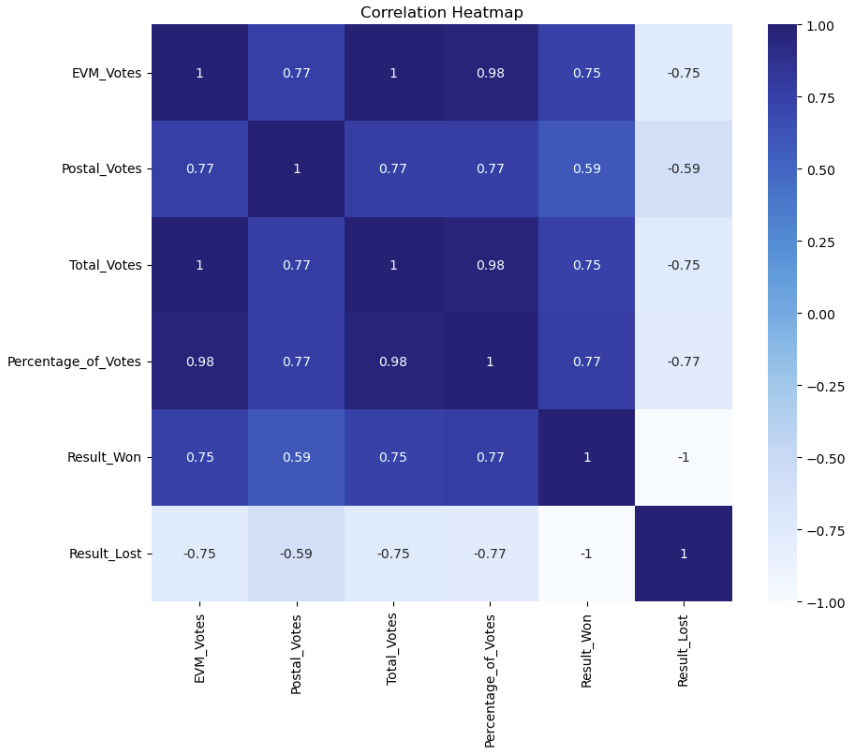 Correlation Heatmap
EVM_Votes 1 0.77 1 0.98 0.75 -0.75
Postal_Votes 0.77 1 0.77 0.77 0.59 -0.59
Total_Votes 1 0.77 1 0.98 0.75 -0.75
Percentage_of_Votes 0.98 0.77 0.98 1 0.77 -0.77
Result_Won 0.75 0.59 0.75 0.77 1 -1
Result_Lost -0.75 -0.59 -0.75 -0.77 -1 1
EVM_Votes
Postal_Votes
Total_Votes
Percentage_of_Votes
Result_Won
Result_Lost
1.00
0.75
0.50
0.25
0.00
−0.25
−0.50
−0.75
−1.00